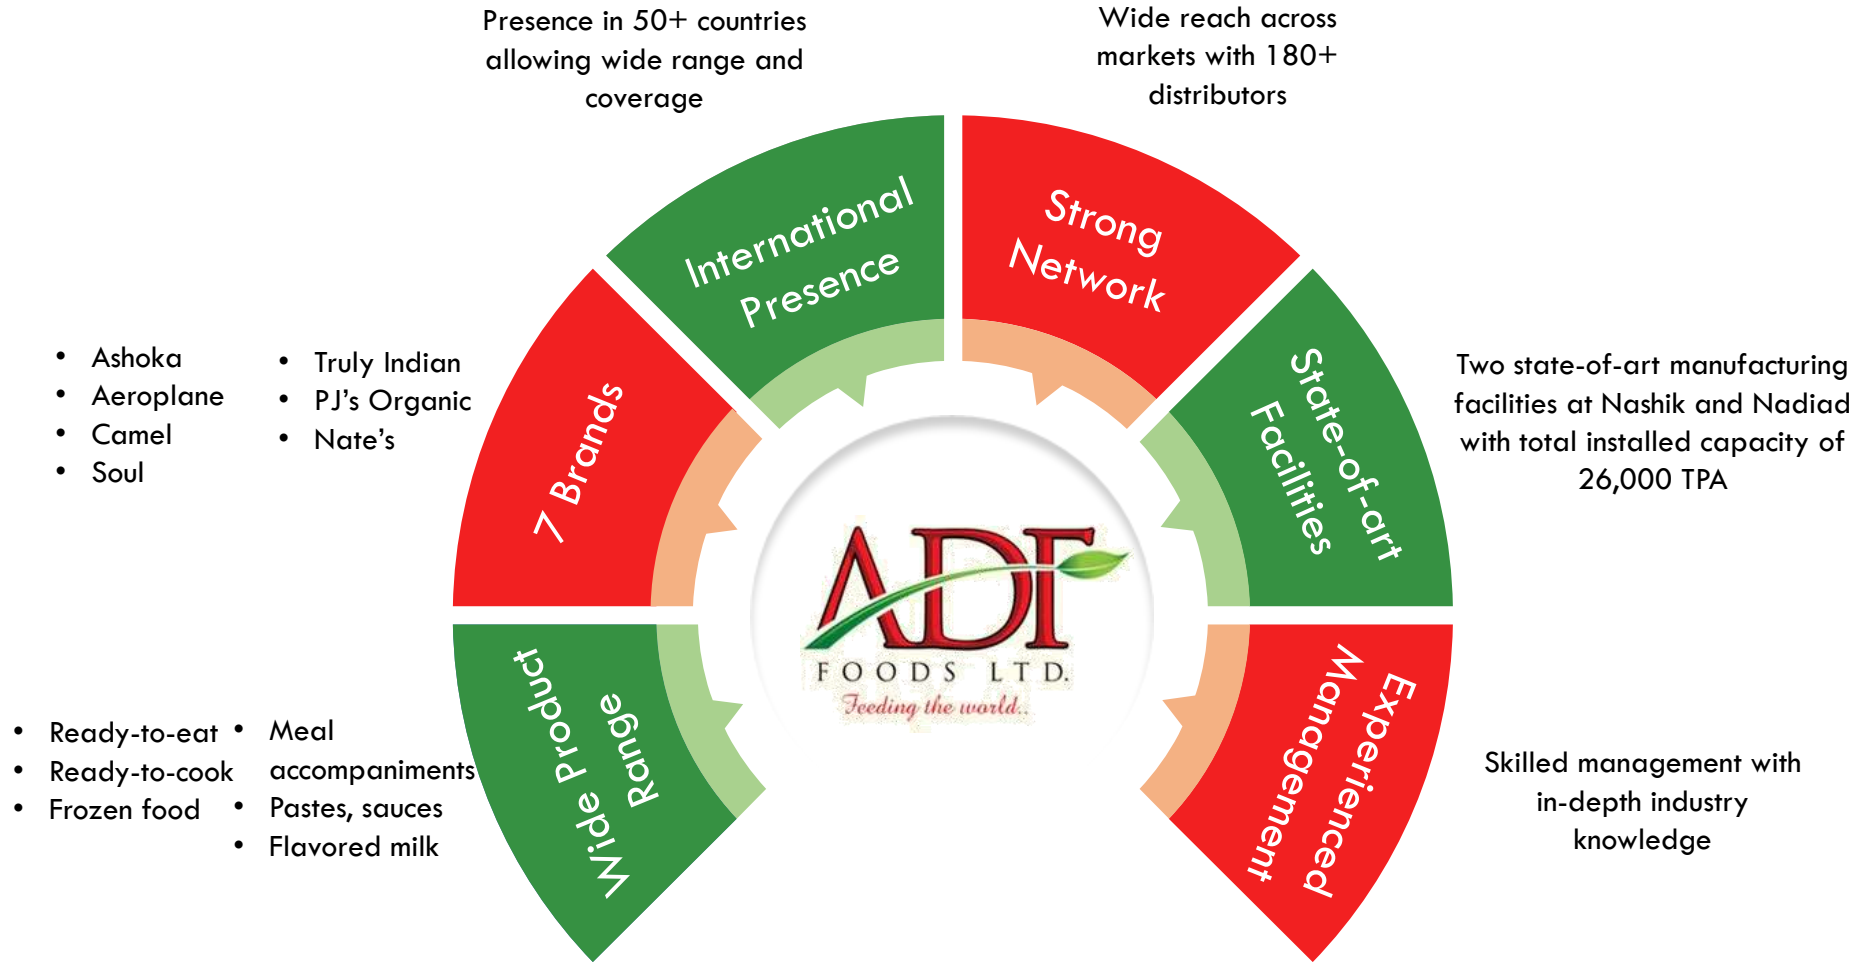 Presence in 50+ countries
allowing wide range and
coverage
Wide reach across
markets with 180+
distributors
International
Presence
Strong
Network
• Ashoka
• Aeroplane
• Camel
• Soul
• Truly Indian
• PJ's Organic
• Nate's
7 Brands
State-of-art
Facilities
Two state-of-art manufacturing
facilities at Nashik and Nadiad
with total installed capacity of
26,000 TPA
ADF
FOODS LTD.
Feeding the world..
• Ready-to-eat
• Ready-to-cook
• Frozen food
• Meal
accompaniments
• Pastes, sauces
• Flavored milk
Wide Product
Range
Experienced
Management
Skilled management with
in-depth industry
knowledge